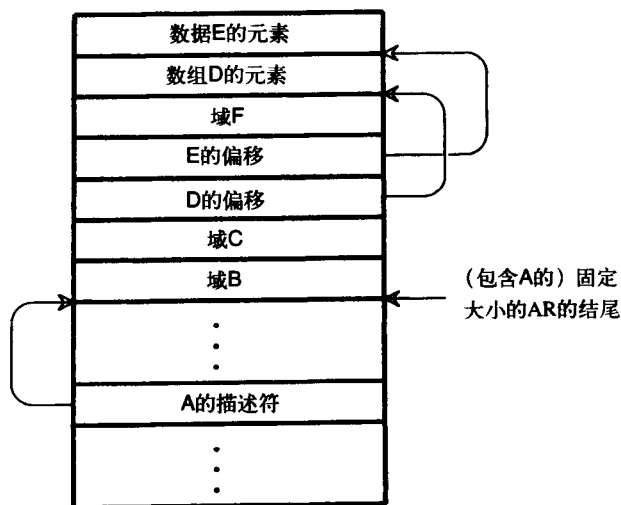 数据E的元素
数组D的元素
域F
E的偏移
D的偏移
域C
域B
（包含A的）固定
大小的AR的结尾
A的描述符